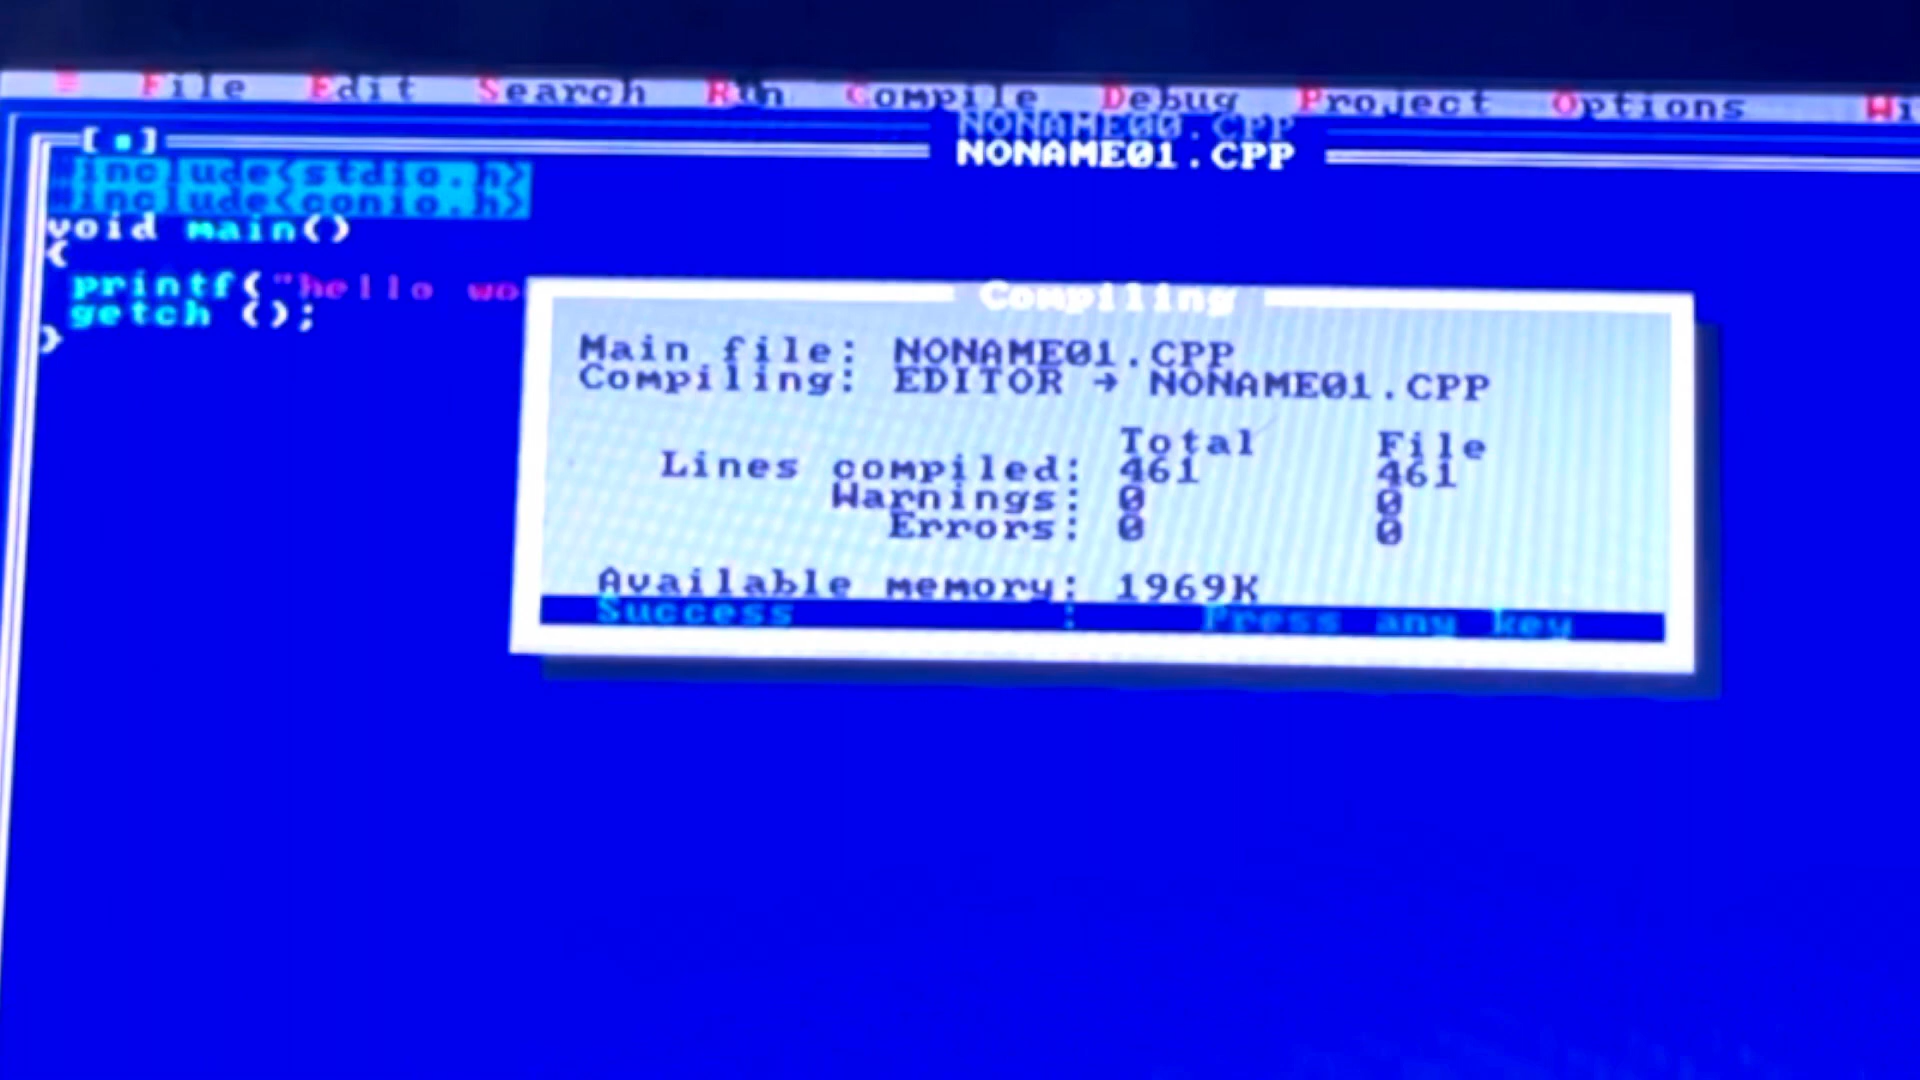 ≡ File Edit Search Run Compile Debug Project Options Wi
NONAME00.CPP
[▪] NONAME01.CPP
#include<stdio.h>
#include<conio.h>
void main()
{
printf("hello wo
getch ();
}
Compiling
Main file: NONAME01.CPP
Compiling: EDITOR → NONAME01.CPP
Total File
Lines compiled: 461 461
Warnings: 0 0
Errors: 0 0
Available memory: 1969K
Success : Press any key